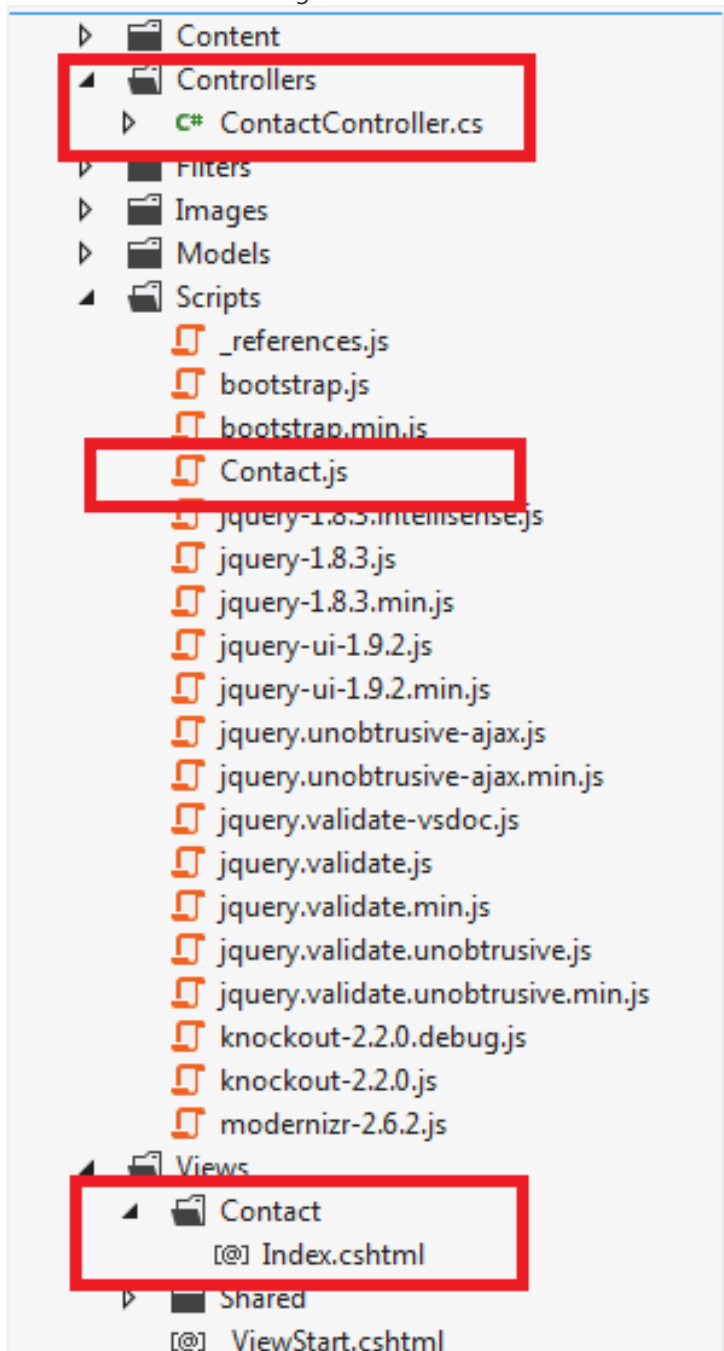 Content
Controllers
C# ContactController.cs
Filters
Images
Models
Scripts
_references.js
bootstrap.js
bootstrap.min.js
Contact.js
jquery-1.8.3.intellisense.js
jquery-1.8.3.js
jquery-1.8.3.min.js
jquery-ui-1.9.2.js
jquery-ui-1.9.2.min.js
jquery.unobtrusive-ajax.js
jquery.unobtrusive-ajax.min.js
jquery.validate-vsdoc.js
jquery.validate.js
jquery.validate.min.js
jquery.validate.unobtrusive.js
jquery.validate.unobtrusive.min.js
knockout-2.2.0.debug.js
knockout-2.2.0.js
modernizr-2.6.2.js
Views
Contact
[@] Index.cshtml
Shared
[@] _ViewStart.cshtml